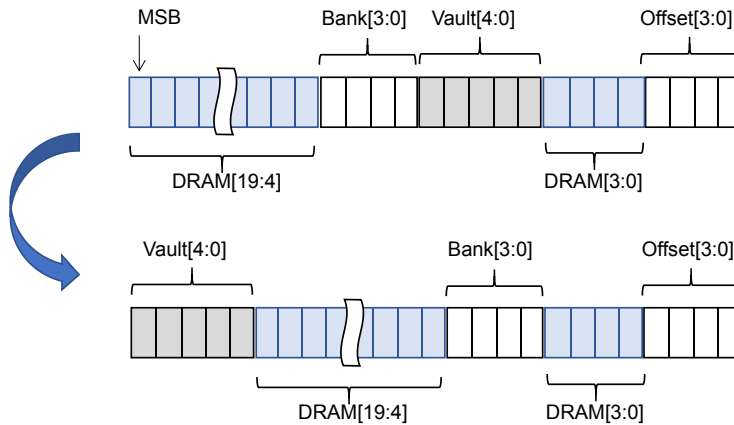 MSB Bank[3:0] Vault[4:0] Offset[3:0]
DRAM[19:4] DRAM[3:0]
Vault[4:0] Bank[3:0] Offset[3:0]
DRAM[19:4] DRAM[3:0]